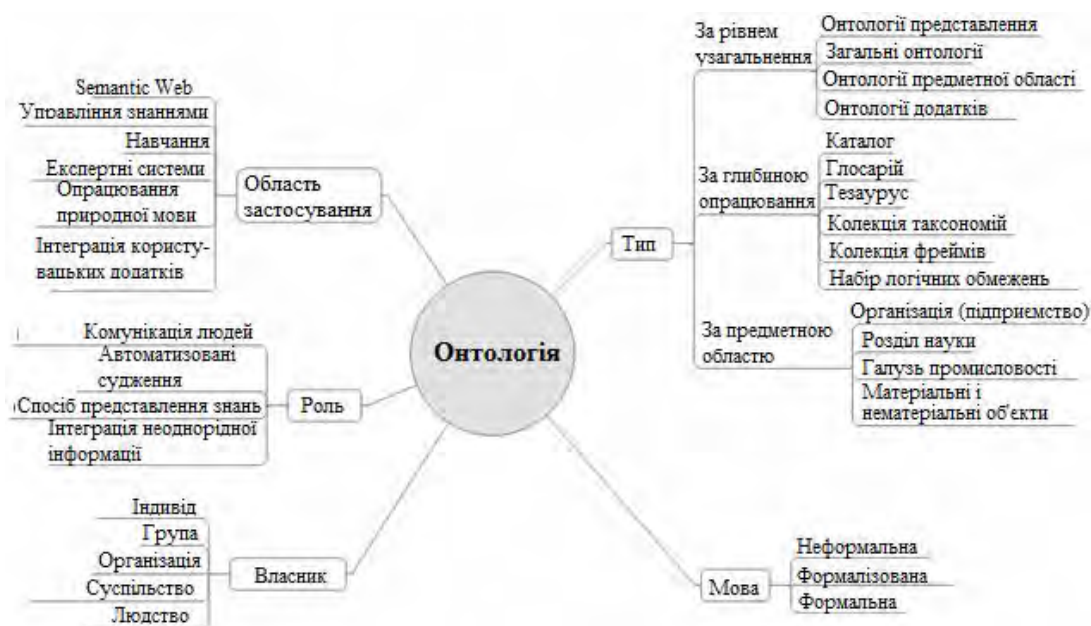 Semantic Web
Управління знаннями
Навчання
Експертні системи
Опрацювання
природної мови
Інтеграція користу-
вацьких додатків
Область
застосування
Комунікація людей
Автоматизовані
судження
Спосіб представлення знань
Інтеграція неоднорідної
інформації
Роль
Індивід
Група
Організація
Суспільство
Людство
Власник
Онтологія
Тип
За рівнем
узагальнення
Онтології представлення
Загальні онтології
Онтології предметної області
Онтології додатків
За глибиною
опрацювання
Каталог
Глосарій
Тезаурус
Колекція таксономій
Колекція фреймів
Набір логічних обмежень
За предметною
областю
Організація (підприємство)
Розділ науки
Галузь промисловості
Матеріальні і
нематеріальні об'єкти
Мова
Неформальна
Формалізована
Формальна